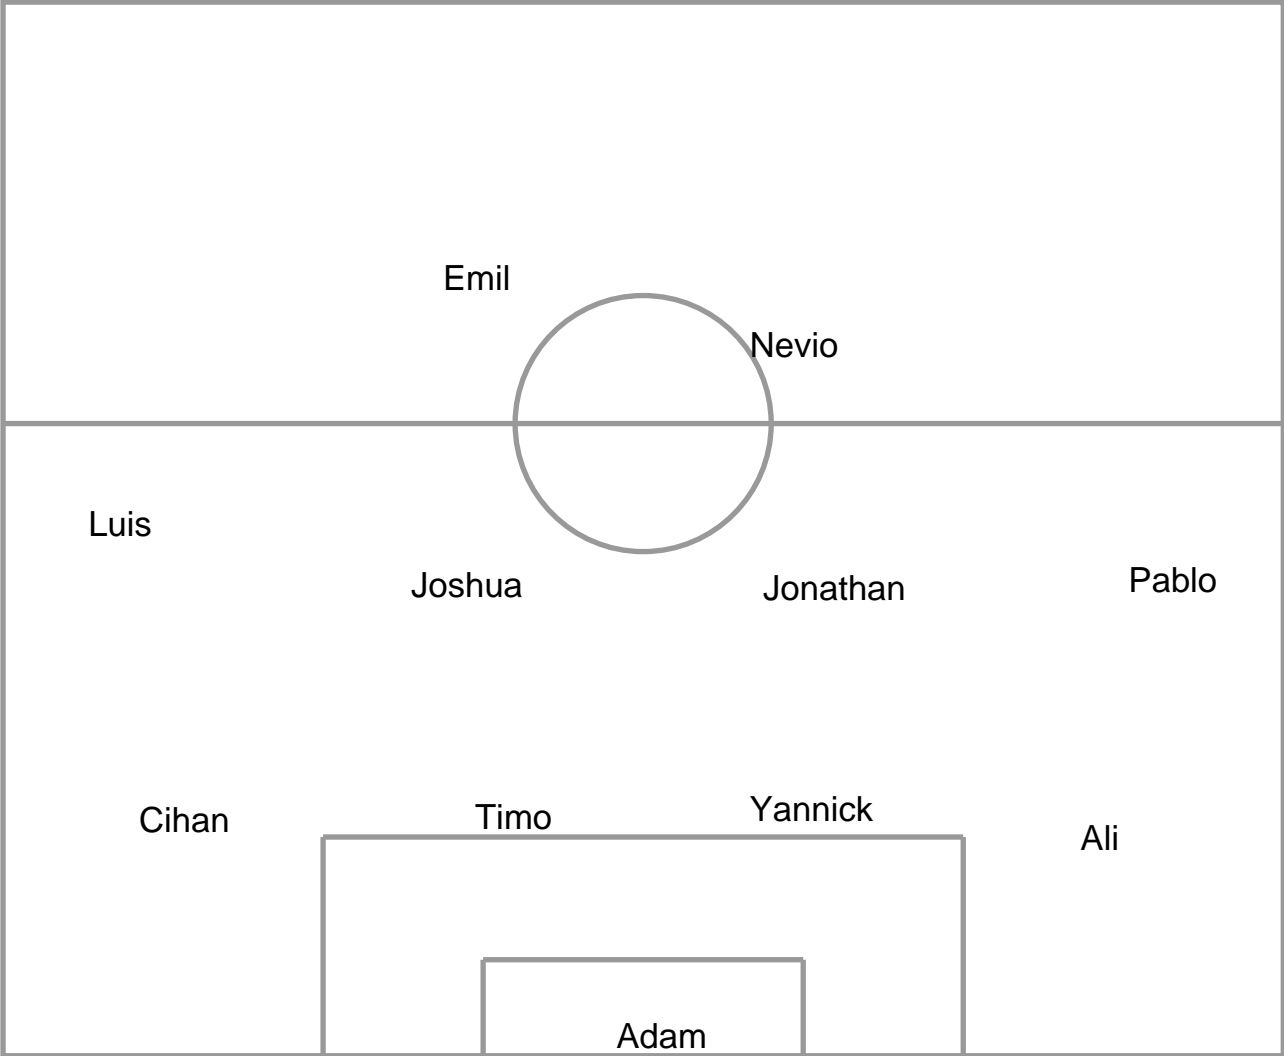 Emil
Nevio
Luis
Joshua
Jonathan
Pablo
Cihan
Timo
Yannick
Ali
Adam